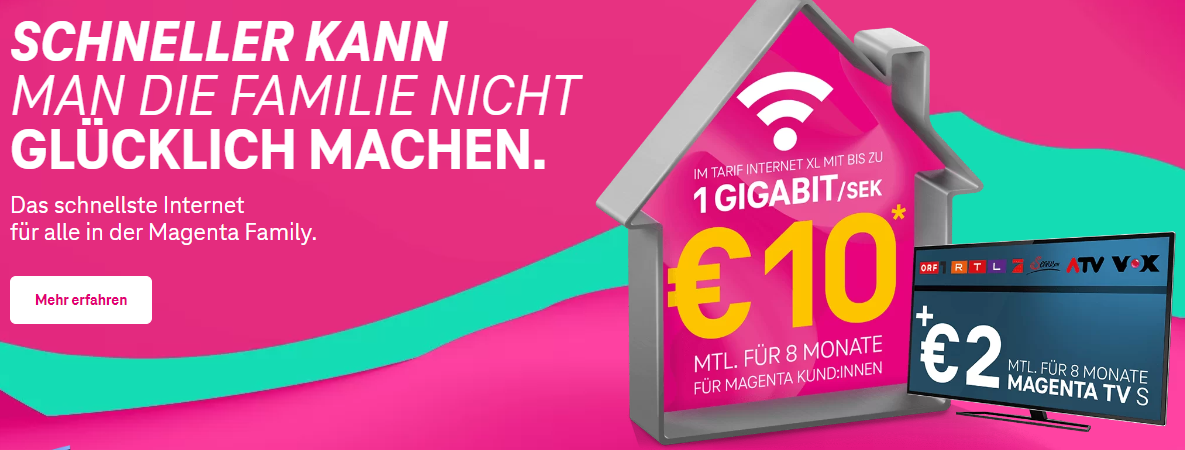 SCHNELLER KANN
MAN DIE FAMILIE NICHT
GLÜCKLICH MACHEN.
Das schnellste Internet
für alle in der Magenta Family.
Mehr erfahren
IM TARIF INTERNET XL MIT BIS ZU
1 GIGABIT/SEK
€ 10*
MTL. FÜR 8 MONATE
FÜR MAGENTA KUND:INNEN
ORF 1 RTL 7 ATV VOX
+
€ 2 MTL. FÜR 8 MONATE
MAGENTA TV S